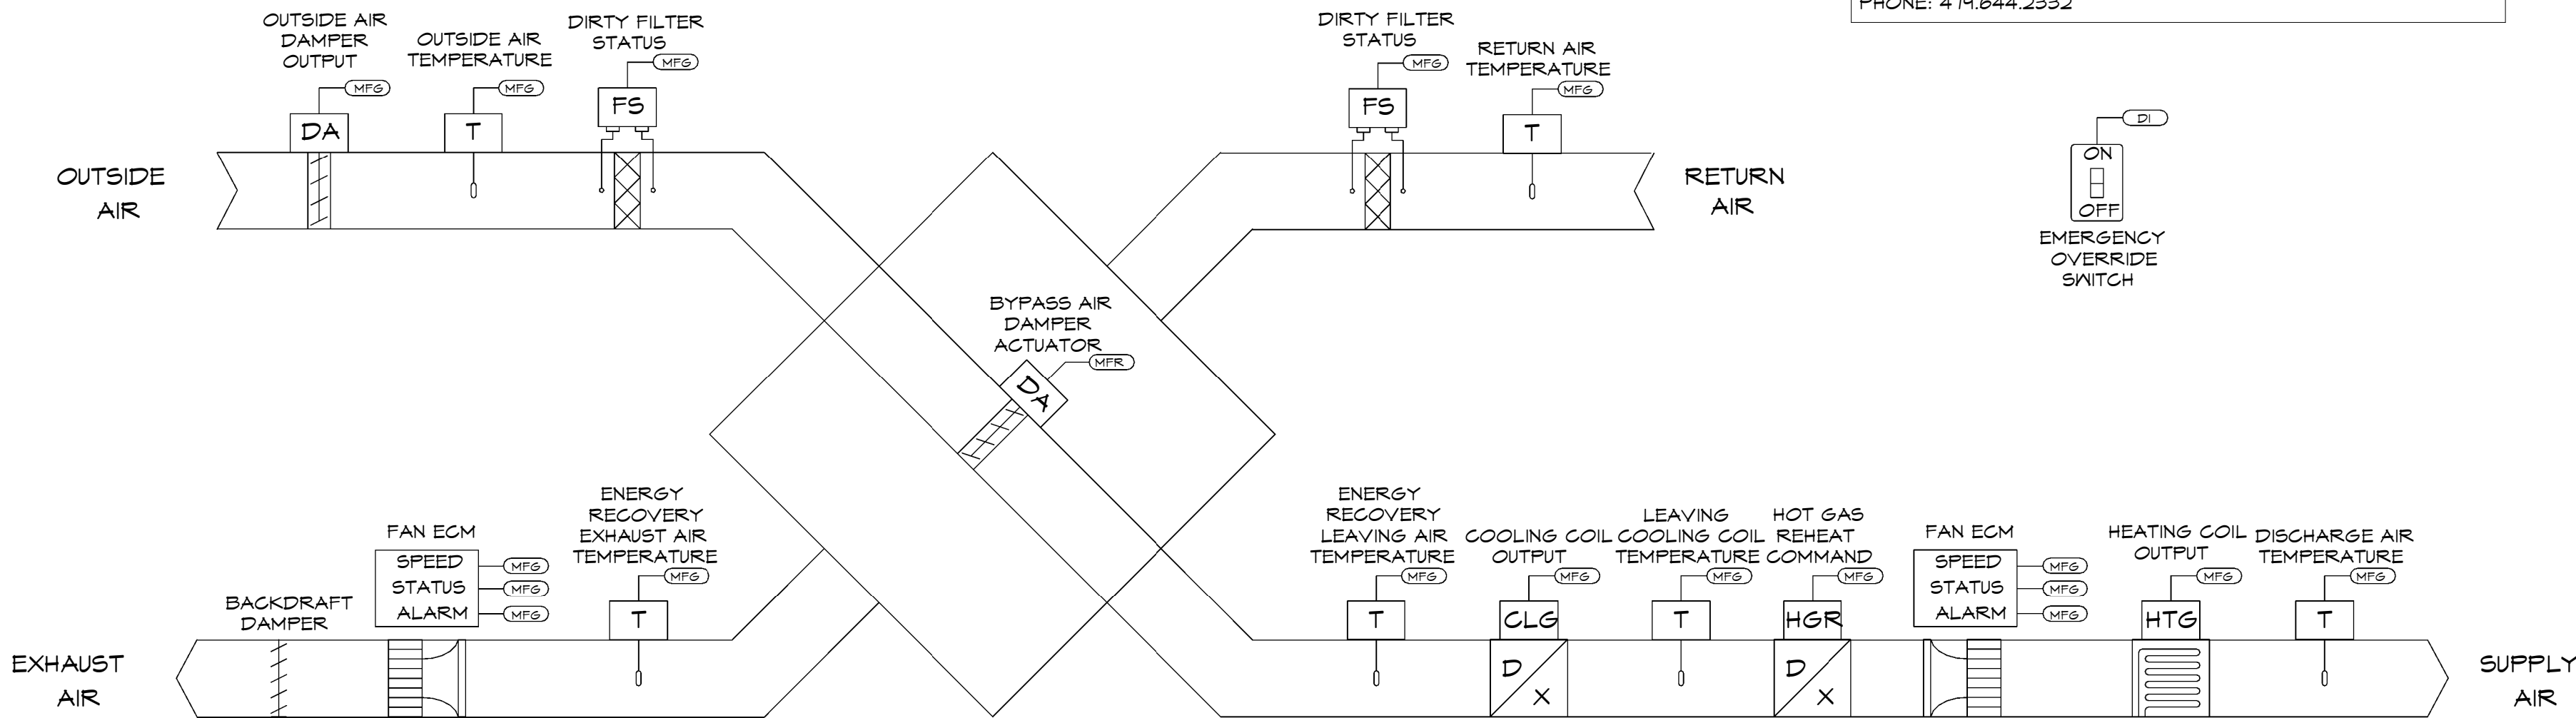 PHONE: 479.644.2332
OUTSIDE AIR
DAMPER
OUTPUT
MFG
OUTSIDE AIR
TEMPERATURE
MFG
DIRTY FILTER
STATUS
MFG
DIRTY FILTER
STATUS
MFG
RETURN AIR
TEMPERATURE
MFG
DA
T
FS
FS
T
DI
ON
OFF
EMERGENCY
OVERRIDE
SWITCH
OUTSIDE
AIR
RETURN
AIR
BYPASS AIR
DAMPER
ACTUATOR
MFR
DA
BACKDRAFT
DAMPER
FAN ECM
SPEED
MFG
STATUS
MFG
ALARM
MFG
ENERGY
RECOVERY
EXHAUST AIR
TEMPERATURE
MFG
T
ENERGY
RECOVERY
LEAVING AIR
TEMPERATURE
MFG
T
COOLING COIL
OUTPUT
MFG
CLG
D
X
LEAVING
COOLING COIL
TEMPERATURE
MFG
T
HOT GAS
REHEAT
COMMAND
MFG
HGR
D
X
FAN ECM
SPEED
MFG
STATUS
MFG
ALARM
MFG
HEATING COIL
OUTPUT
MFG
HTG
DISCHARGE AIR
TEMPERATURE
MFG
T
EXHAUST
AIR
SUPPLY
AIR